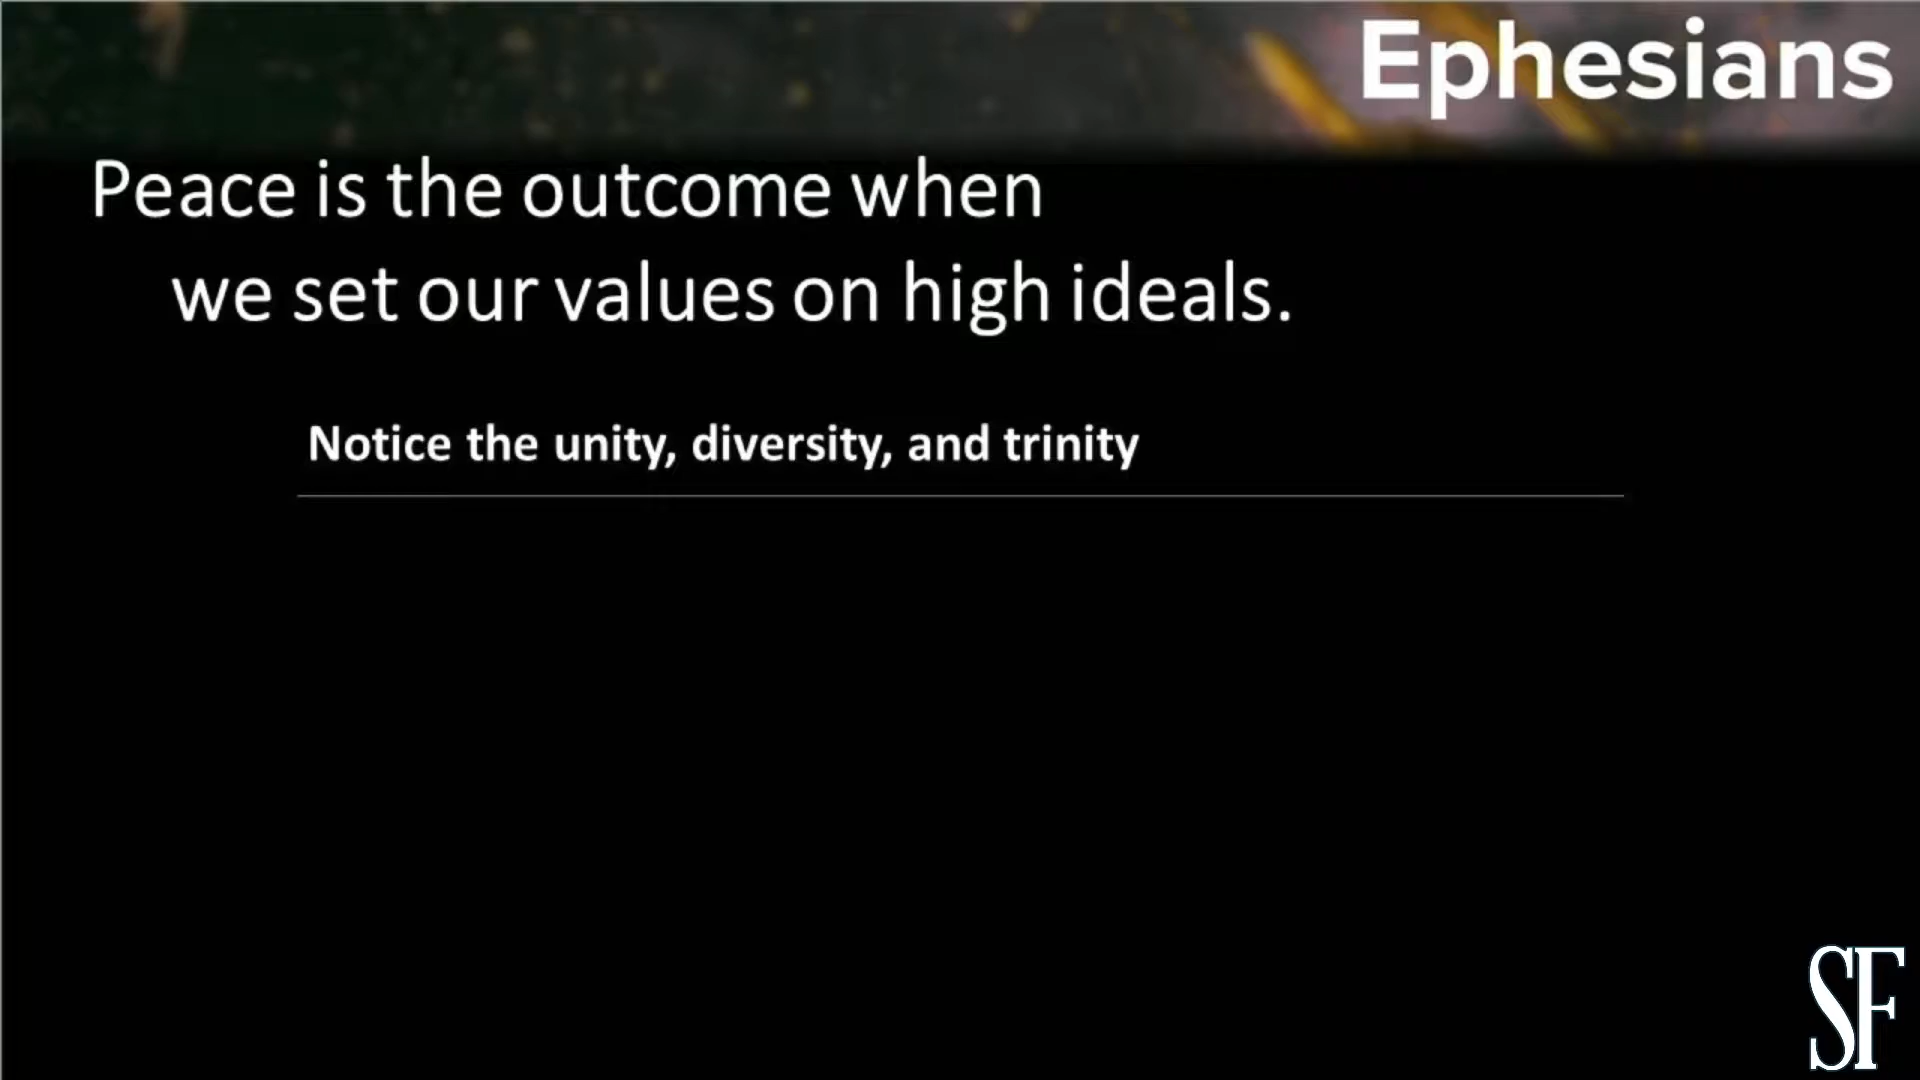 Ephesians
Peace is the outcome when
we set our values on high ideals.
Notice the unity, diversity, and trinity
SF